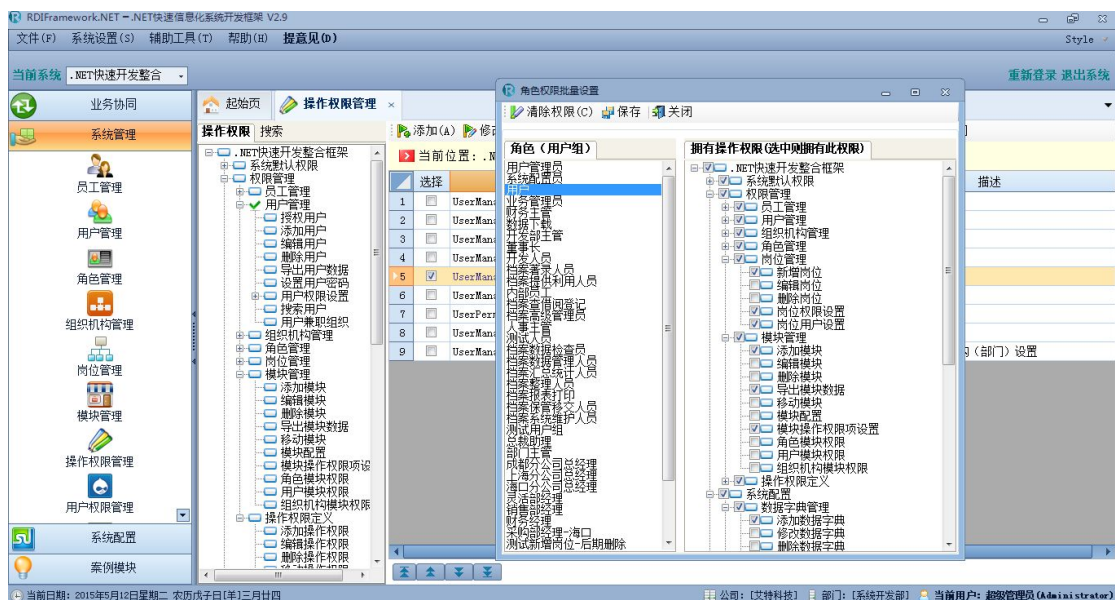 RDIFramework.NET－.NET快速信息化系统开发框架 V2.9
文件(F) 系统设置(S) 辅助工具(T) 帮助(H) 提意见(D)
Style
当前系统 .NET快速开发整合
重新登录 退出系统
业务协同
系统管理
员工管理
用户管理
角色管理
组织机构管理
岗位管理
模块管理
操作权限管理
用户权限管理
系统配置
案例模块
起始页 操作权限管理
操作权限 搜索
.NET快速开发整合框架
系统默认权限
权限管理
员工管理
用户管理
授权用户
添加用户
编辑用户
删除用户
导出用户数据
设置用户密码
用户权限设置
搜索用户
用户兼职组织
组织机构管理
角色管理
岗位管理
模块管理
添加模块
编辑模块
删除模块
导出模块数据
移动模块
模块配置
模块操作权限项设
角色模块权限
用户模块权限
组织机构模块权限
操作权限定义
添加操作权限
编辑操作权限
删除操作权限
添加(A)
当前位置: .N
选择
描述
1 UserMana
2 UserMana
3 UserMana
4 UserMana
5 UserMana
6 UserMana
7 UserPerm
8 UserMana
9 UserMana
(部门) 设置
角色权限批量设置
清除权限(C) 保存 关闭
角色（用户组）
用户管理员
系统配置员
用户
业务管理员
财务主管
数据下载
开发部主管
董事长
开发人员
档案著录人员
档案提供利用人员
内部员工
档案查借阅登记
档案高级管理员
人事主管
测试人员
档案数据检查员
档案数据管理人员
档案汇总统计人员
档案整理人员
档案报表打印
档案保管移交人员
档案系统维护人员
测试用户组
总裁助理
部门主管
成都分公司总经理
上海分公司总经理
海口分公司总经理
灵活部经理
销售部经理
财务经理
采购部经理-海口
测试新增岗位-后期删除
拥有操作权限(选中则拥有此权限)
.NET快速开发整合框架
系统默认权限
权限管理
员工管理
用户管理
组织机构管理
角色管理
岗位管理
新增岗位
编辑岗位
删除岗位
岗位权限设置
岗位用户设置
模块管理
添加模块
编辑模块
删除模块
导出模块数据
移动模块
模块配置
模块操作权限项设置
角色模块权限
用户模块权限
组织机构模块权限
操作权限定义
系统配置
数据字典管理
添加数据字典
修改数据字典
删除数据字典
当前日期: 2015年5月12日星期二 农历戊子日[羊]三月廿四
公司: [艾特科技] 部门: [系统开发部] 当前用户: 超级管理员(Administrator)